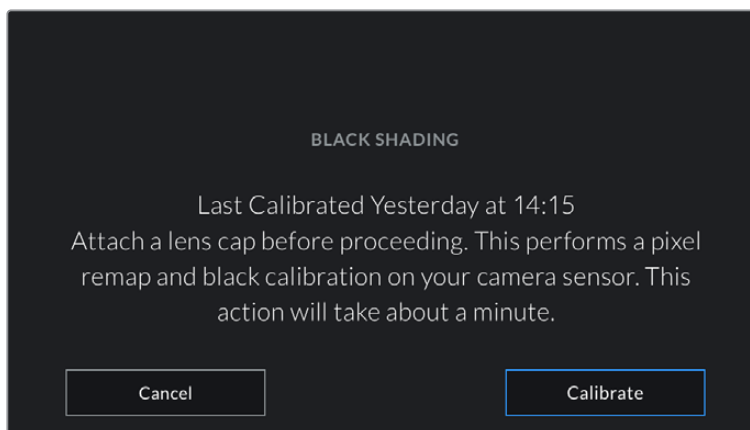 BLACK SHADING
Last Calibrated Yesterday at 14:15
Attach a lens cap before proceeding. This performs a pixel
remap and black calibration on your camera sensor. This
action will take about a minute.
Cancel
Calibrate